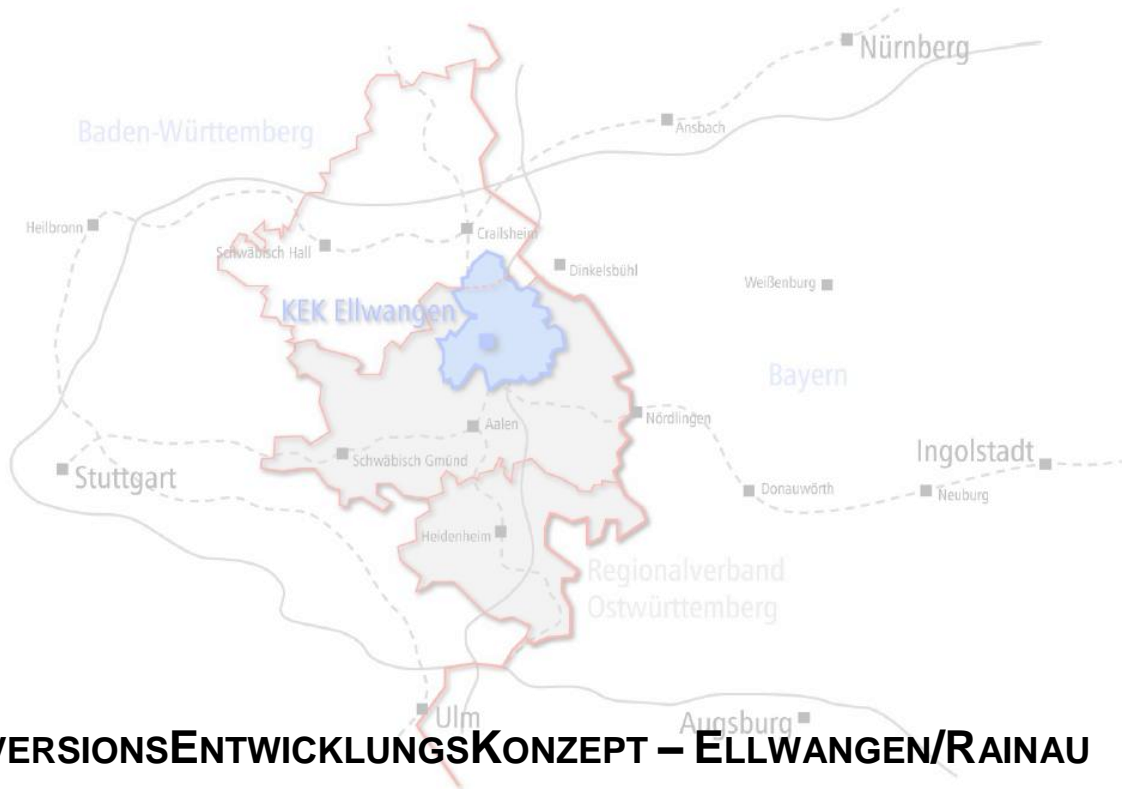 Nürnberg
Baden-Württemberg
Ansbach
Heilbronn
Crailsheim
Schwäbisch Hall
Dinkelsbühl
Weißenburg
KEK Ellwangen
Bayern
Nördlingen
Aalen
Schwäbisch Gmünd
Ingolstadt
Stuttgart
Donauwörth
Neuburg
Heidenheim
Regionalverband
Ostwürttemberg
Ulm
Augsburg
VERSIONSENTWICKLUNGSKONZEPT – ELLWANGEN/RAINAU